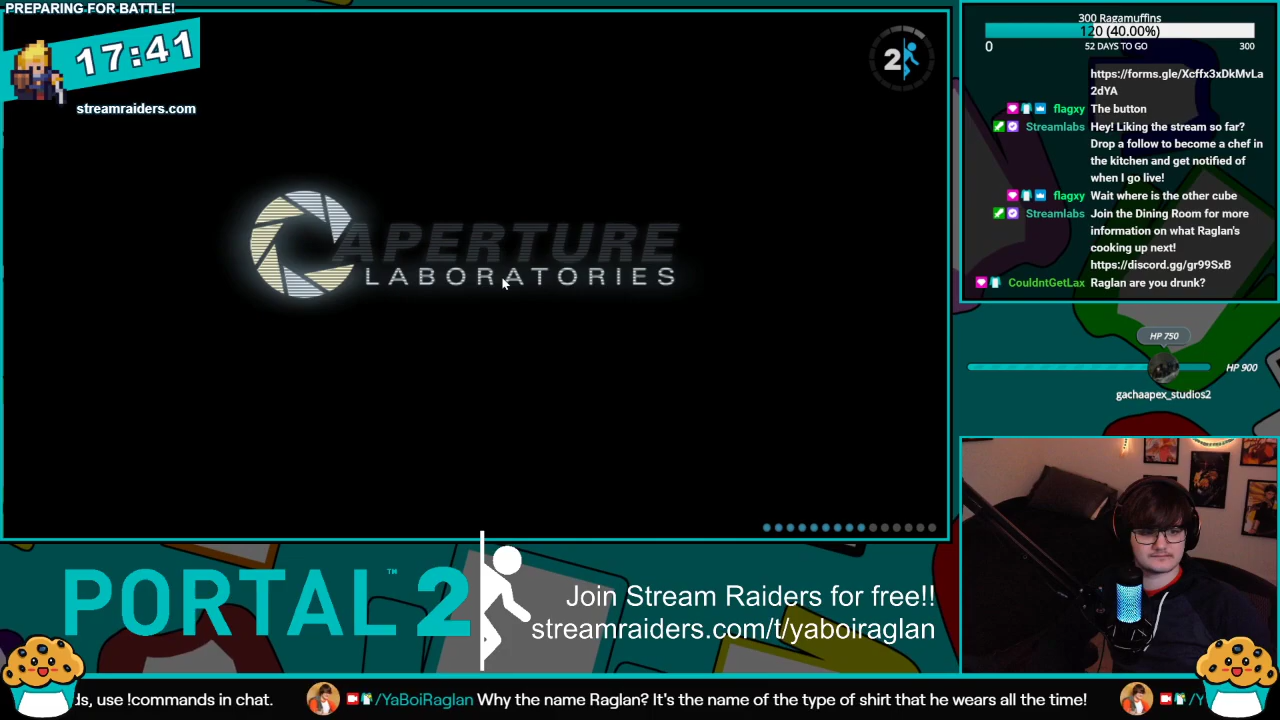 PREPARING FOR BATTLE!
17:41
streamraiders.com
2
APERTURE
LABORATORIES
300 Ragamuffins
120 (40.00%)
0
52 DAYS TO GO
300
https://forms.gle/Xcffx3xDkMvLa
2dYA
flagxy The button
Streamlabs Hey! Liking the stream so far?
Drop a follow to become a chef in
the kitchen and get notified of
when I go live!
flagxy Wait where is the other cube
Streamlabs Join the Dining Room for more
information on what Raglan's
cooking up next!
https://discord.gg/gr99SxB
CouldntGetLax Raglan are you drunk?
HP 750
HP 900
gachaapex_studios2
PORTAL™ 2
Join Stream Raiders for free!!
streamraiders.com/t/yaboiraglan
ds, use !commands in chat. /YaBoiRaglan Why the name Raglan? It's the name of the type of shirt that he wears all the time! /Y